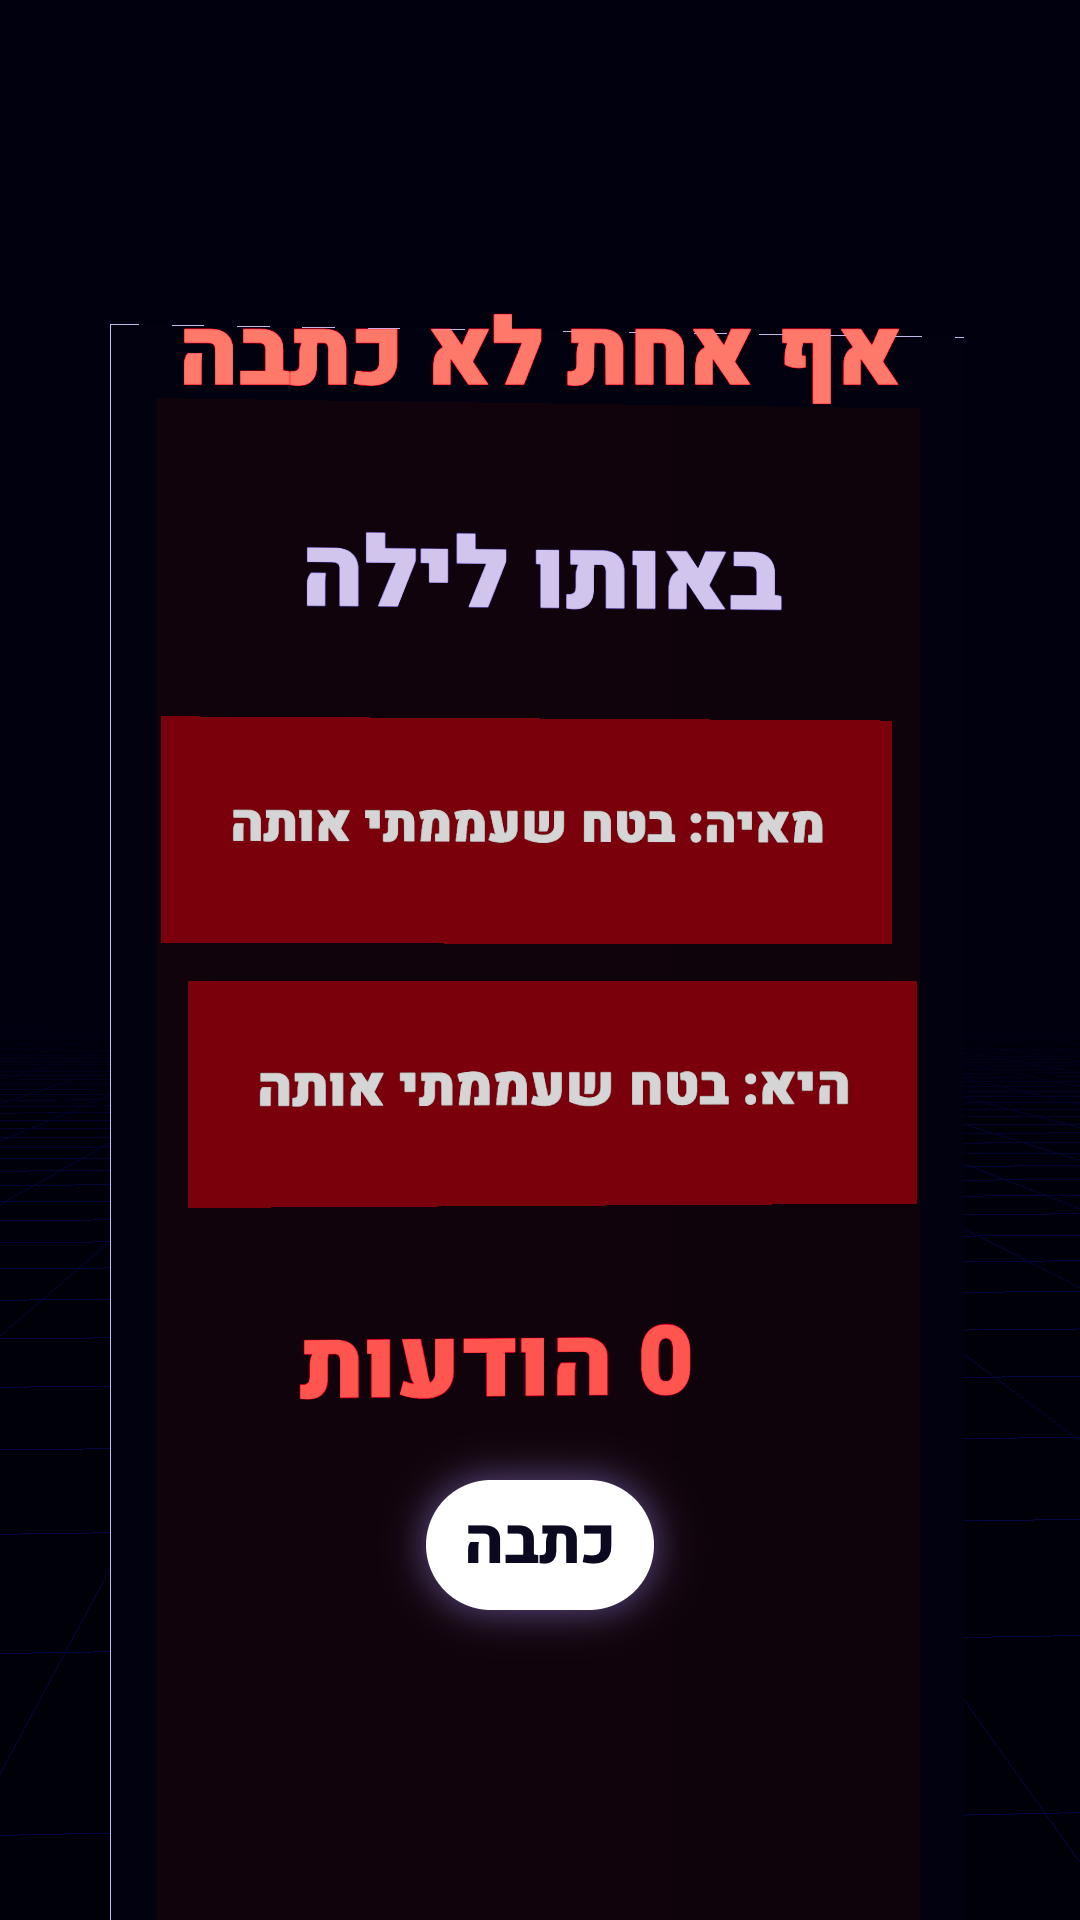 אף אחת לא כתבה
באותו לילה
מאיה: בטח שעממתי אותה
היא: בטח שעממתי אותה
0 הודעות
כתבה